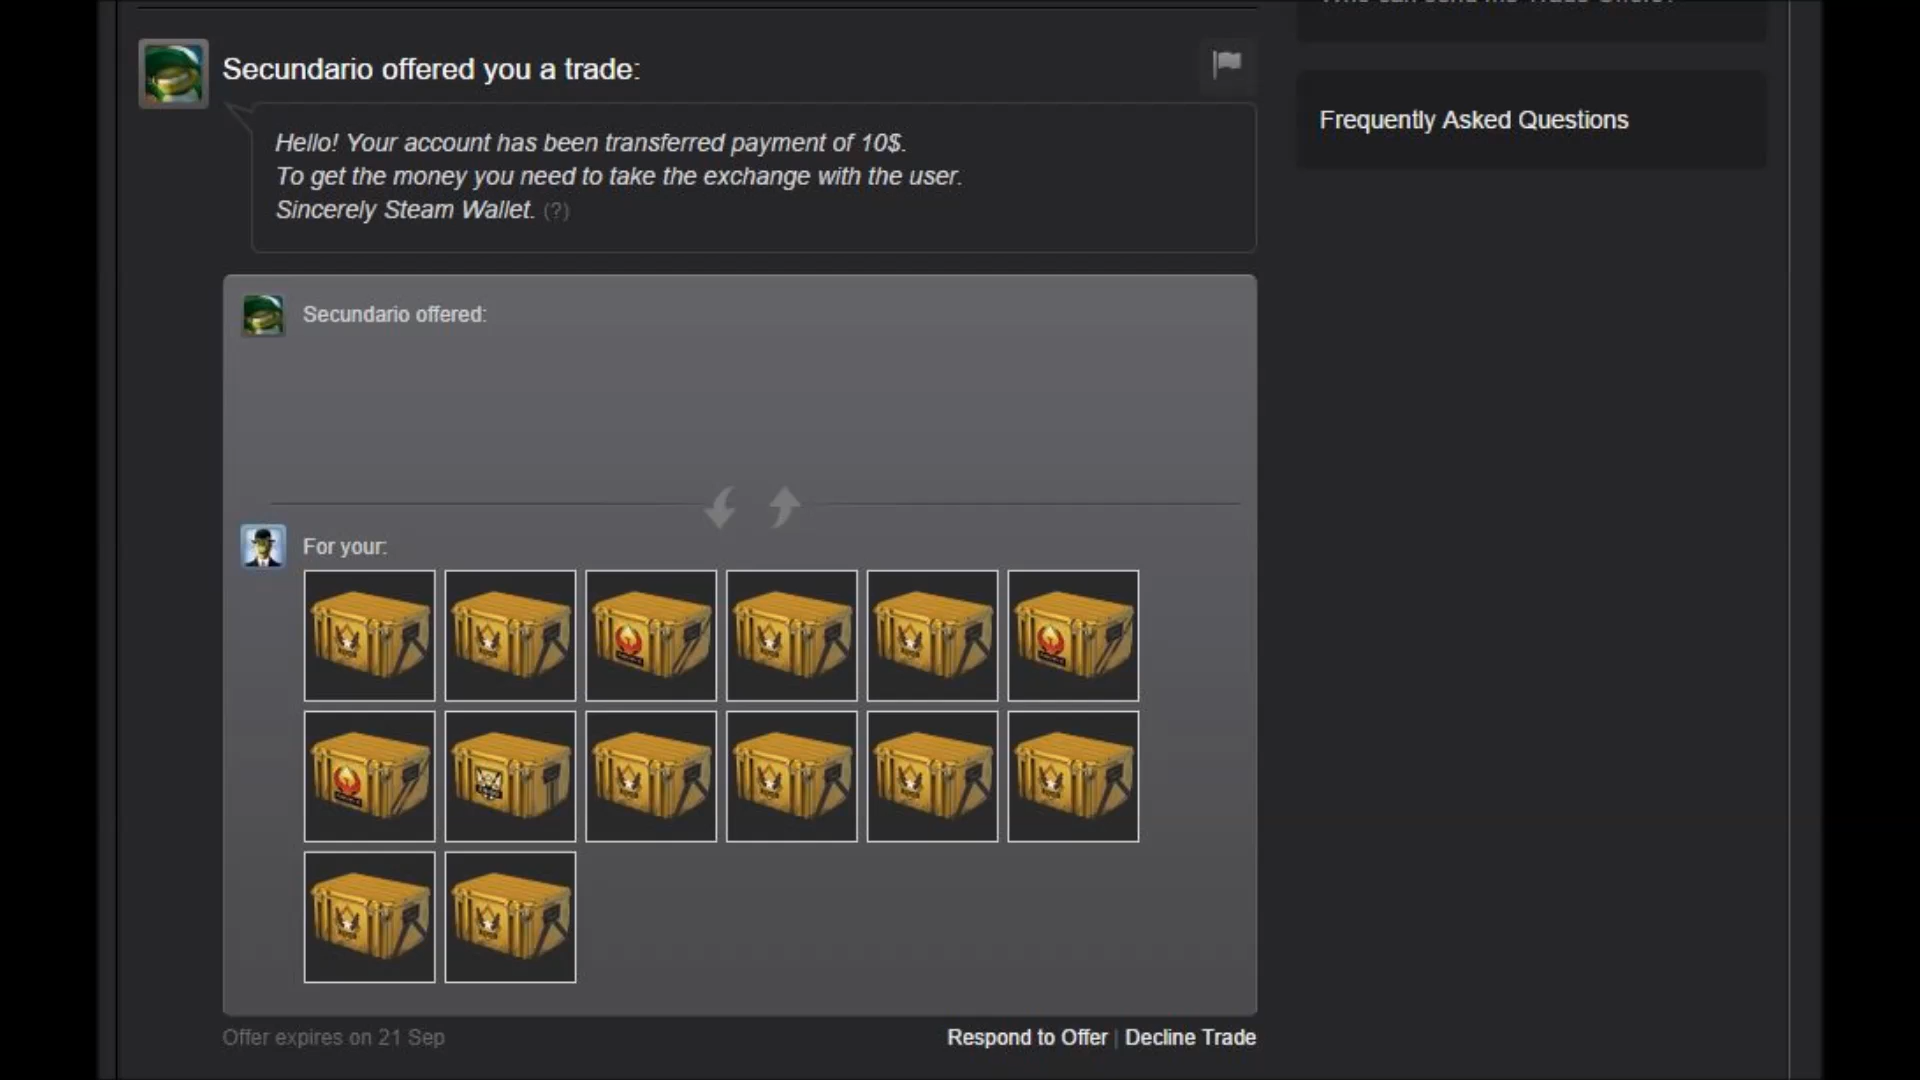 Secundario offered you a trade:
Hello! Your account has been transferred payment of 10$.
To get the money you need to take the exchange with the user.
Sincerely Steam Wallet. (?)
Secundario offered:
For your:
Offer expires on 21 Sep
Respond to Offer | Decline Trade
Frequently Asked Questions